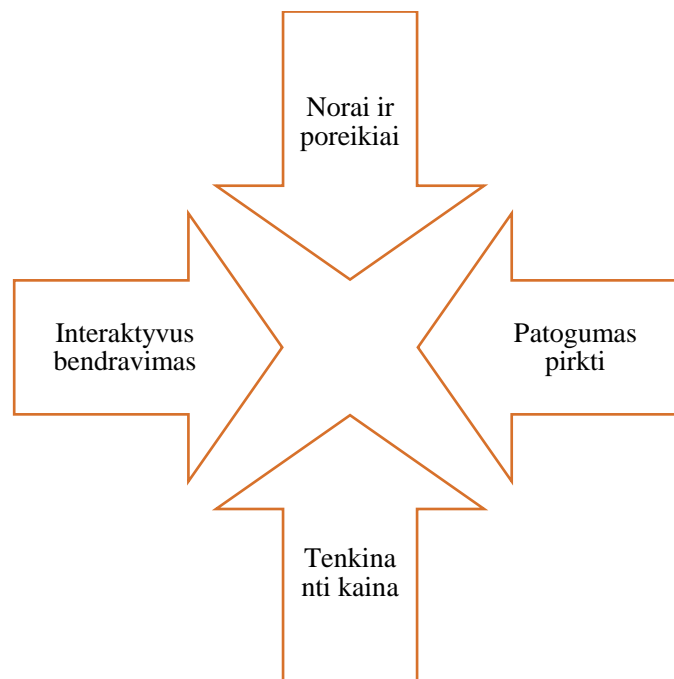 Norai ir
poreikiai
Interaktyvus
bendravimas
Patogumas
pirkti
Tenkina
nti kaina